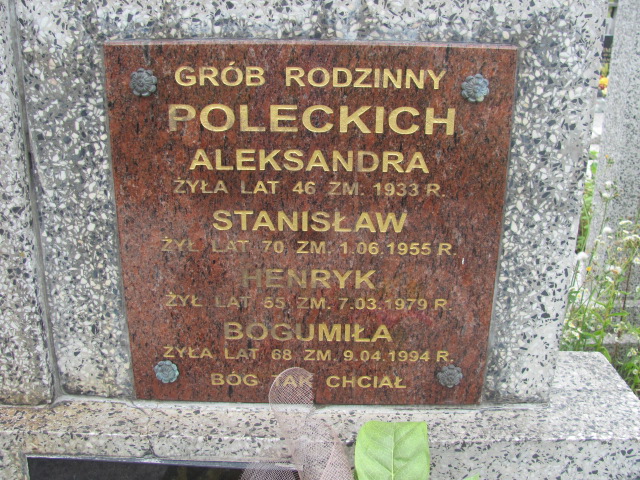 GRÓB RODZINNY
POLECKICH
ALEKSANDRA
ŻYŁA LAT 46 ZM. 1933 R.
STANISŁAW
ŻYŁ LAT 70 ZM. 1.06.1955 R.
HENRYK
ŻYŁ LAT 55 ZM. 7.03.1979 R.
BOGUMIŁA
ŻYŁA LAT 68 ZM. 9.04.1994 R.
BÓG TAK CHCIAŁ